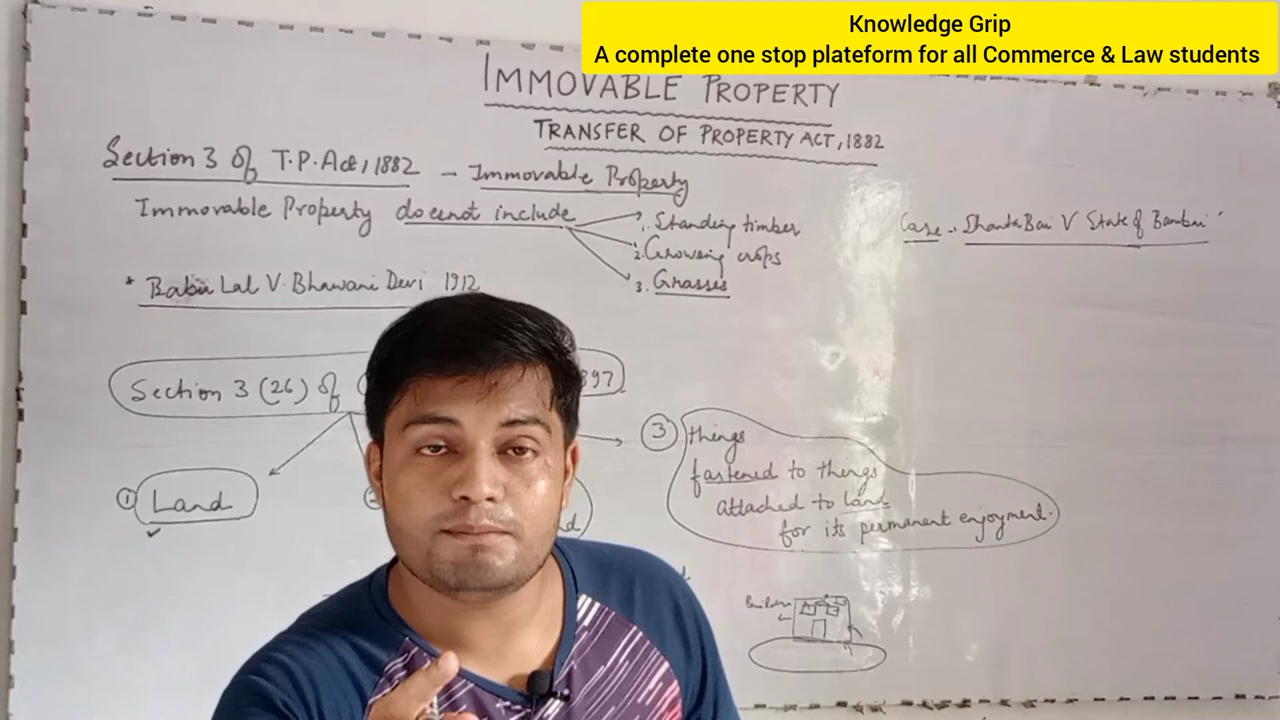 Knowledge Grip
A complete one stop plateform for all Commerce & Law students
IMMOVABLE PROPERTY
TRANSFER OF PROPERTY ACT, 1882
Section 3 of T.P. Act, 1882 - Immovable Property
Immovable Property doesnot include
1. Standing timber
2. Growing crops
3. Grasses
Case - Shanta Bai V State of Bombai
* Babu Lal V. Bhawani Devi 1912
Section 3 (26) of 897
① Land
③ things
fastened to things
attached to land
for its permanent enjoyment.